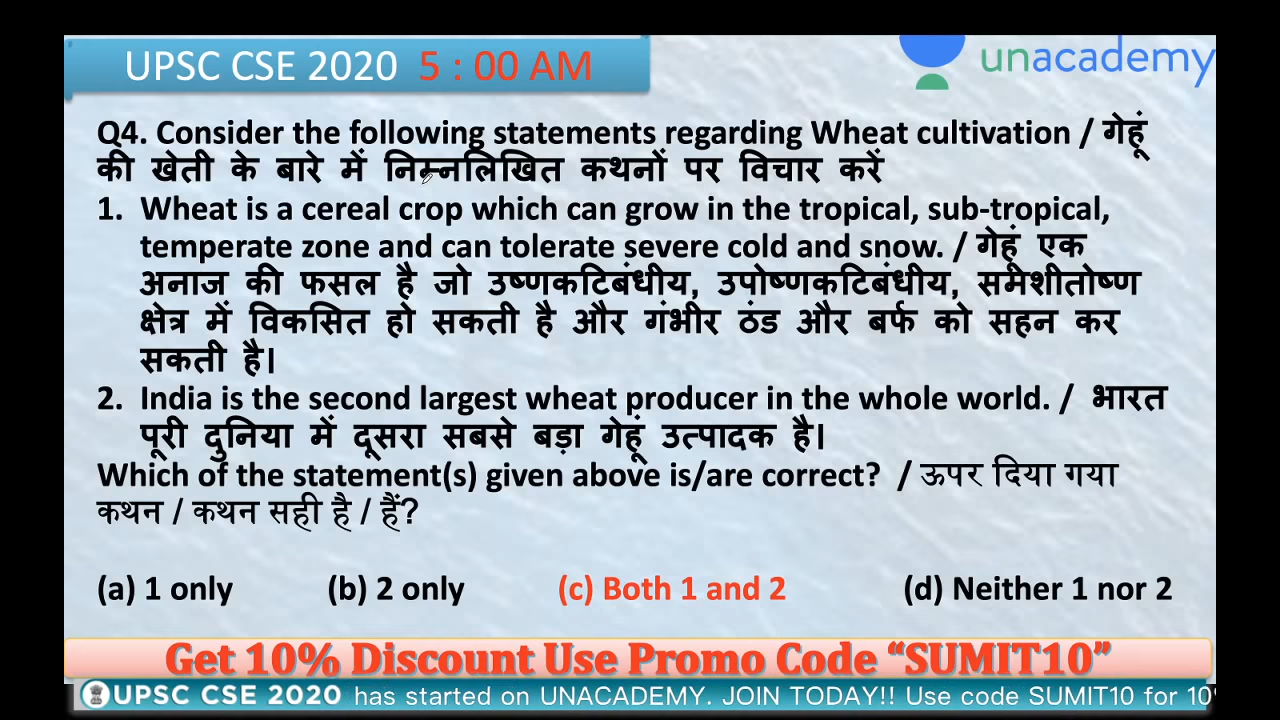 UPSC CSE 2020 5 : 00 AM
unacademy
Q4. Consider the following statements regarding Wheat cultivation / गेहूं
की खेती के बारे में निम्नलिखित कथनों पर विचार करें
1. Wheat is a cereal crop which can grow in the tropical, sub-tropical,
temperate zone and can tolerate severe cold and snow. / गेहूं एक
अनाज की फसल है जो उष्णकटिबंधीय, उपोष्णकटिबंधीय, समशीतोष्ण
क्षेत्र में विकसित हो सकती है और गंभीर ठंड और बर्फ को सहन कर
सकती है।
2. India is the second largest wheat producer in the whole world. / भारत
पूरी दुनिया में दूसरा सबसे बड़ा गेहूं उत्पादक है।
Which of the statement(s) given above is/are correct? / ऊपर दिया गया
कथन / कथन सही है / हैं?
(a) 1 only (b) 2 only (c) Both 1 and 2 (d) Neither 1 nor 2
Get 10% Discount Use Promo Code “SUMIT10”
UPSC CSE 2020 has started on UNACADEMY. JOIN TODAY!! Use code SUMIT10 for 10